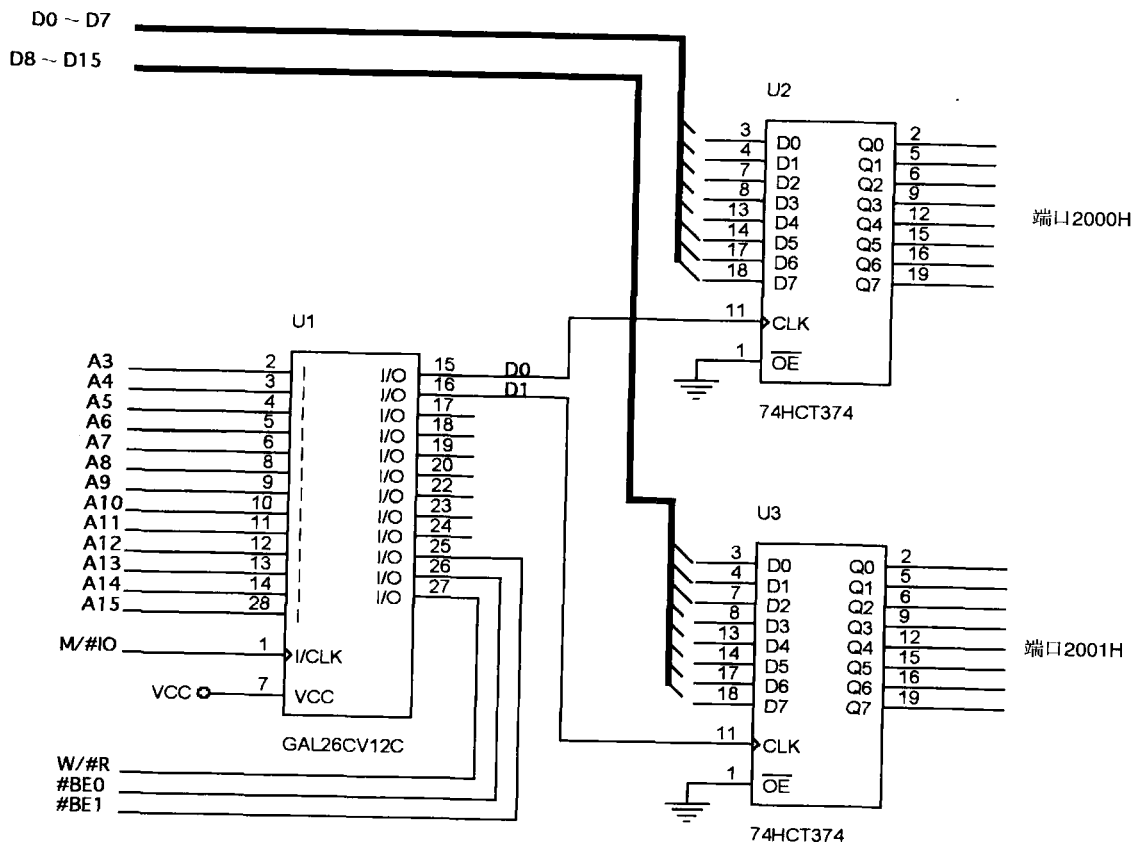 D0 ~ D7
D8 ~ D15
U2
3 D0 Q0 2
4 D1 Q1 5
7 D2 Q2 6
8 D3 Q3 9
13 D4 Q4 12
14 D5 Q5 15
17 D6 Q6 16
18 D7 Q7 19
端口2000H
11 CLK
1 OE
74HCT374
U1
A3 2 I I/O 15 D0
A4 3 I I/O 16 D1
A5 4 I I/O 17
A6 5 I I/O 18
A7 6 I I/O 19
A8 8 I I/O 20
A9 9 I I/O 22
A10 10 I I/O 23
A11 11 I I/O 24
A12 12 I I/O 25
A13 13 I I/O 26
A14 14 I I/O 27
A15 28 I
M/#IO 1 I/CLK
VCC 7 VCC
GAL26CV12C
W/#R
#BE0
#BE1
U3
3 D0 Q0 2
4 D1 Q1 5
7 D2 Q2 6
8 D3 Q3 9
13 D4 Q4 12
14 D5 Q5 15
17 D6 Q6 16
18 D7 Q7 19
端口2001H
11 CLK
1 OE
74HCT374